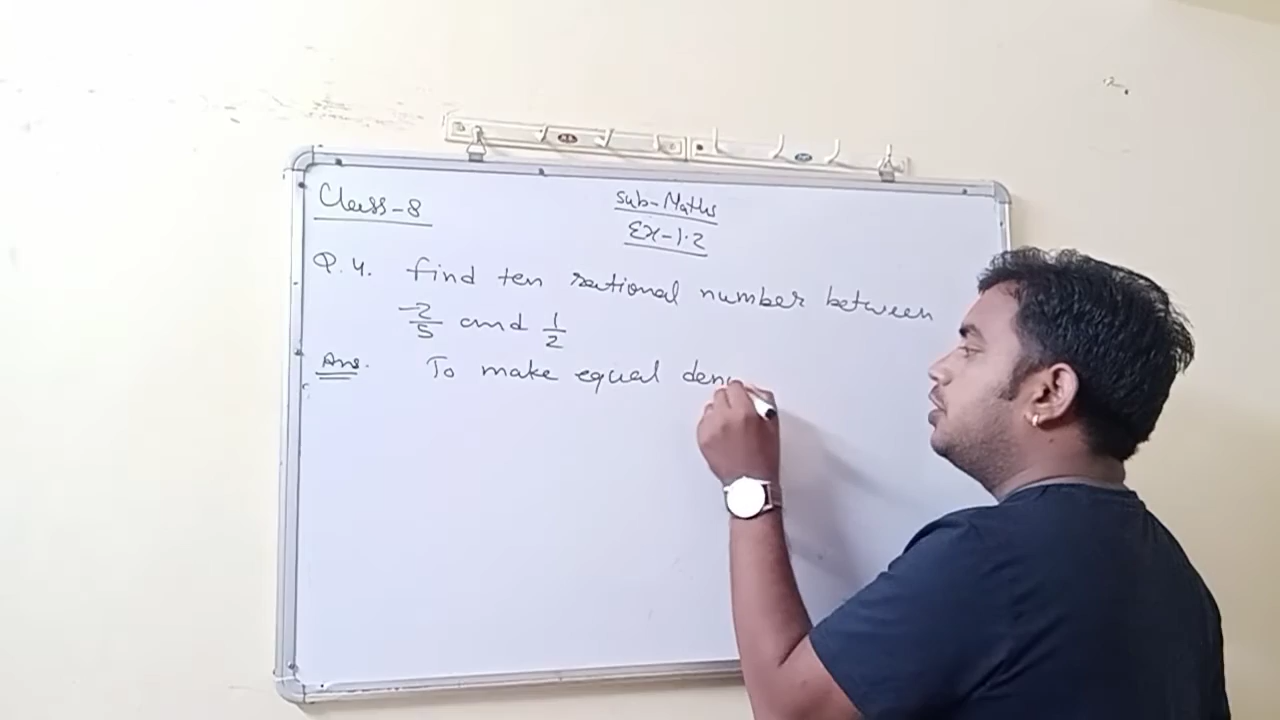 Class-8
Sub-Maths
Ex-1.2
Q.4. find ten rational number between
-2/5 and 1/2
Ans. To make equal deno